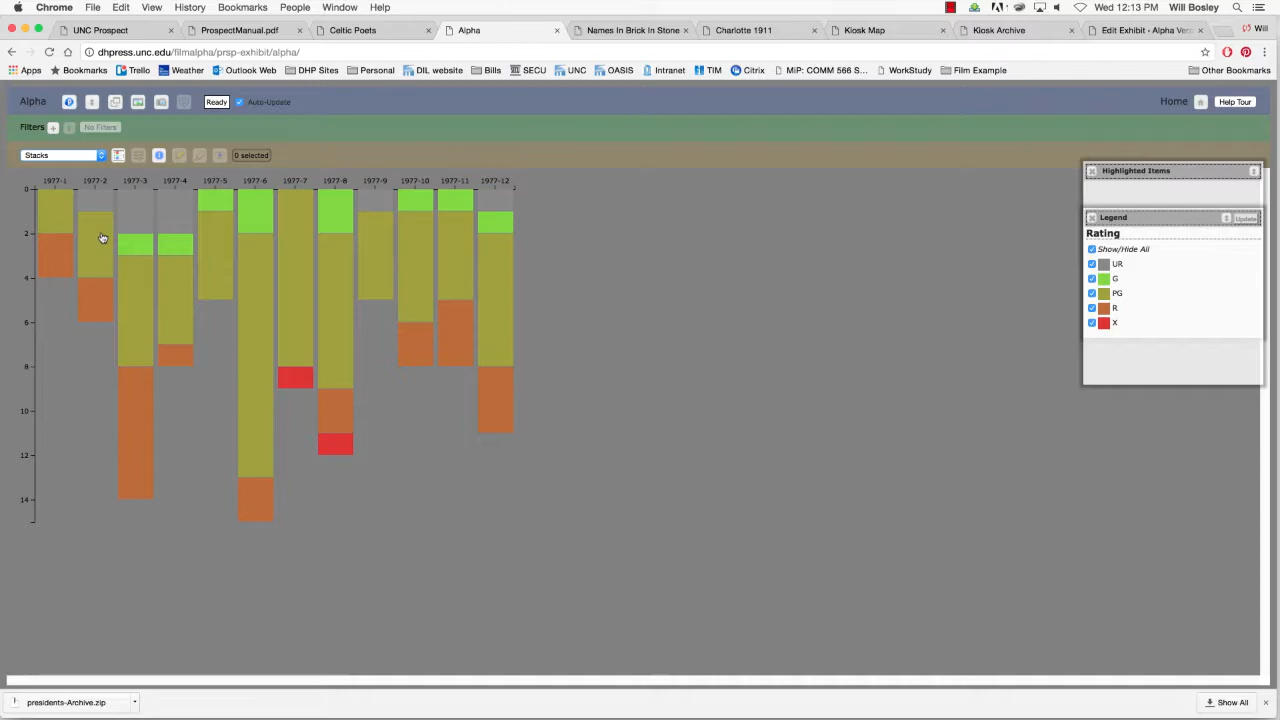 Chrome File Edit View History Bookmarks People Window Help Wed 12:13 PM Will Bosley
UNC Prospect ProspectManual.pdf Celtic Poets Alpha Names In Brick In Stone Charlotte 1911 Kiosk Map Kiosk Archive Edit Exhibit - Alpha Vers Will
dhpress.unc.edu/filmalpha/prsp-exhibit/alpha/
Apps Bookmarks Trello Weather Outlook Web DHP Sites Personal DIL website Bills SECU UNC OASIS Intranet TIM Citrix MiP: COMM 566 S... WorkStudy Film Example Other Bookmarks
Alpha Ready Auto-Update Home Help Tour
Filters No Filters
Stacks 0 selected
Highlighted Items
1977-1 1977-2 1977-3 1977-4 1977-5 1977-6 1977-7 1977-8 1977-9 1977-10 1977-11 1977-12
0
2
4
6
8
10
12
14
Legend Update
Rating
Show/Hide All
UR
G
PG
R
X
presidents-Archive.zip Show All